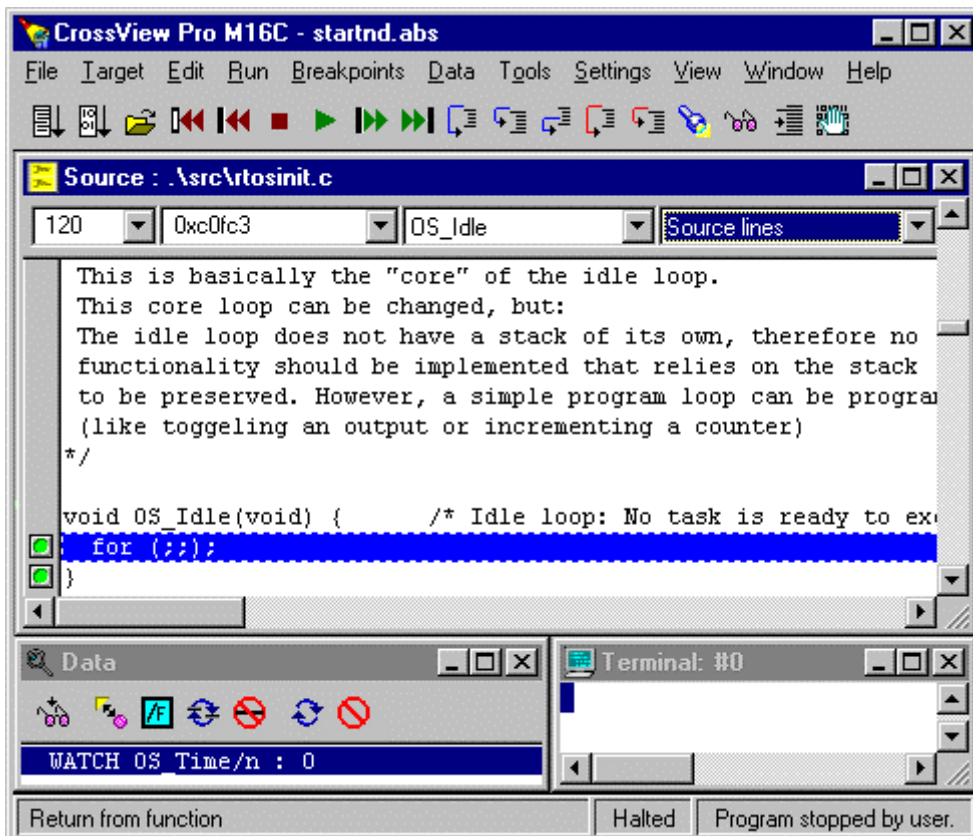 CrossView Pro M16C - startnd.abs
File Target Edit Run Breakpoints Data Tools Settings View Window Help
Source : .\src\rtosinit.c
120 0xc0fc3 OS_Idle Source lines
This is basically the "core" of the idle loop.
This core loop can be changed, but:
The idle loop does not have a stack of its own, therefore no
functionality should be implemented that relies on the stack
to be preserved. However, a simple program loop can be progra
(like toggeling an output or incrementing a counter)
*/
void OS_Idle(void) { /* Idle loop: No task is ready to exe
for (;;);
}
Data
/F
WATCH OS_Time/n : 0
Terminal: #0
Return from function Halted Program stopped by user.